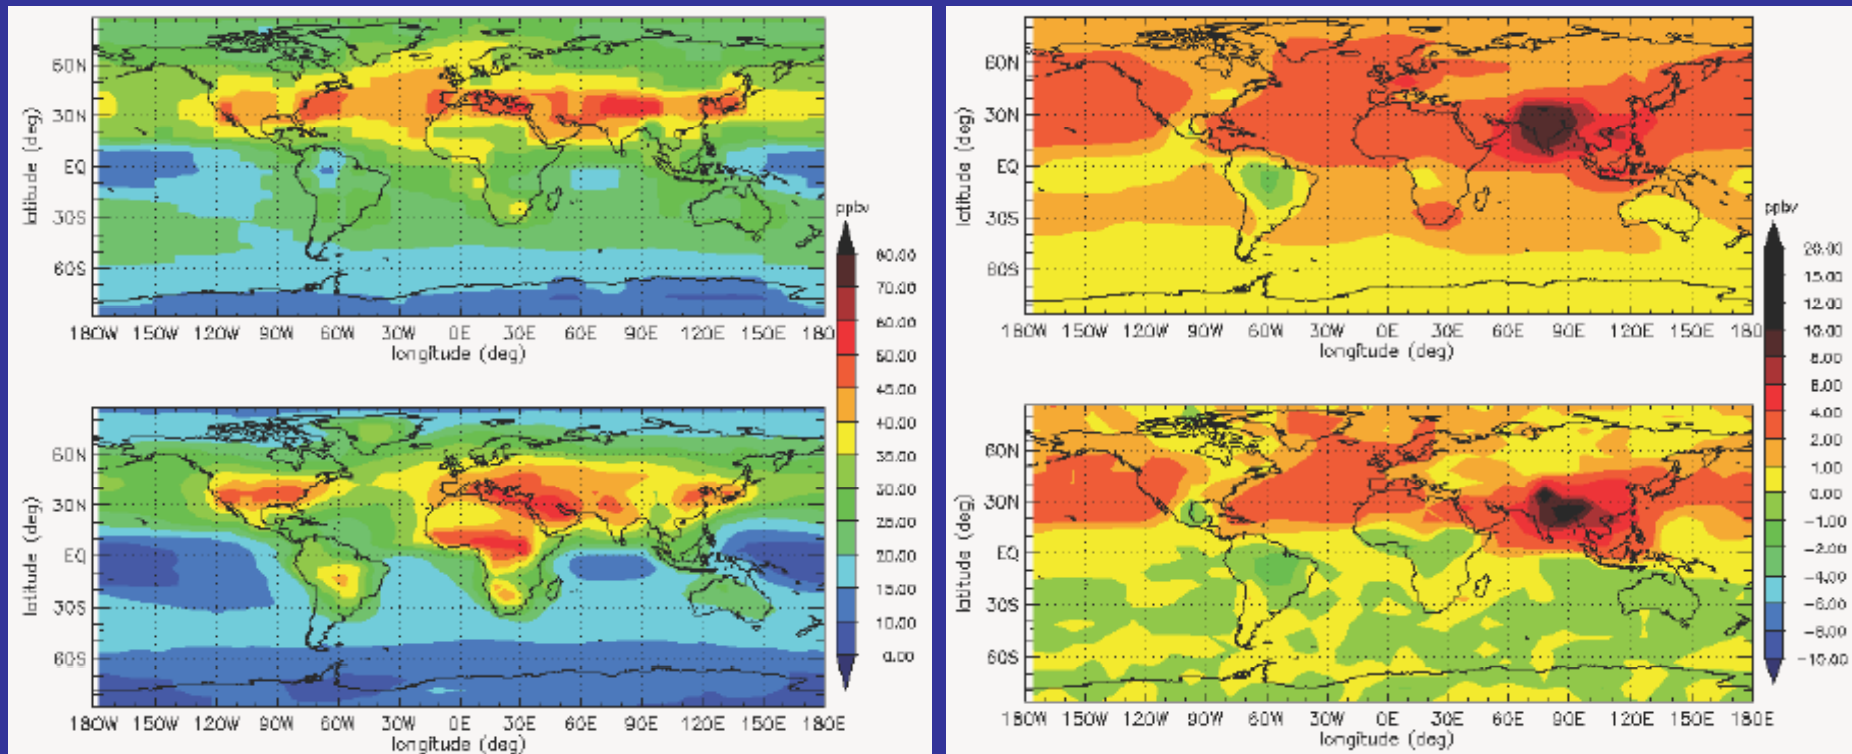 60N
30N
EQ
30S
60S
latitude (deg)
180W 150W 120W 90W 60W 30W 0E 30E 60E 90E 120E 150E 180
longitude (deg)
60N
30N
EQ
30S
60S
latitude (deg)
180W 150W 120W 90W 60W 30W 0E 30E 60E 90E 120E 150E 180E
longitude (deg)
ppbv
80.00
70.00
60.00
50.00
45.00
40.00
35.00
30.00
25.00
20.00
15.00
10.00
0.00
60N
30N
EQ
30S
60S
latitude (deg)
180W 150W 120W 90W 60W 30W 0E 30E 60E 90E 120E 150E 180
longitude (deg)
60N
30N
EQ
30S
60S
latitude (deg)
180W 150W 120W 90W 60W 30W 0E 30E 60E 90E 120E 150E 180E
longitude (deg)
ppbv
20.00
15.00
12.00
10.00
8.00
6.00
4.00
2.00
1.00
0.00
-1.00
-2.00
-4.00
-6.00
-8.00
-10.00